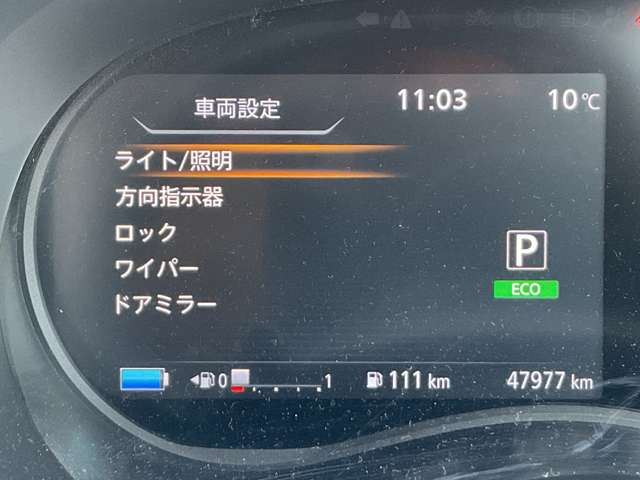 車両設定 11:03 10℃
ライト/照明
方向指示器
ロック
ワイパー
ドアミラー
P
ECO
0 1 111 km 47977 km